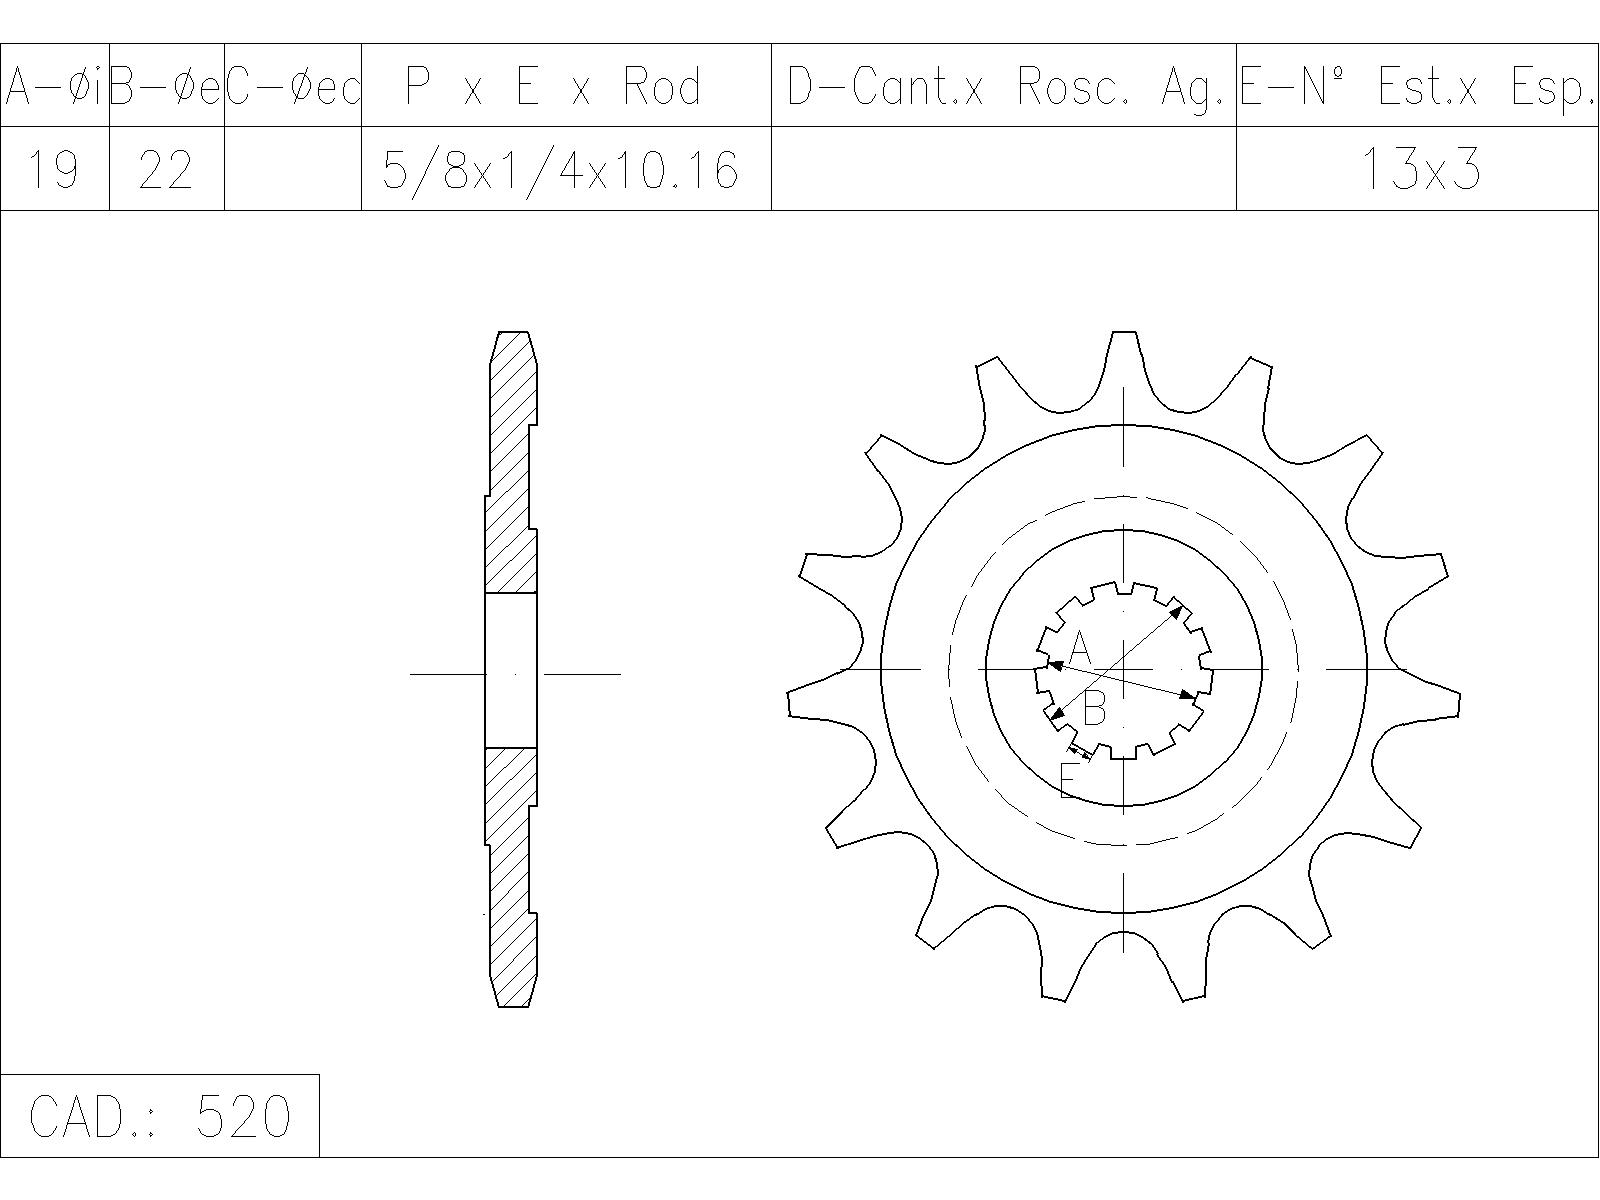 A-øi B-øe C-øec P x E x Rod D-Cant.x Rosc. Ag. E-Nº Est.x Esp.
19 22 5/8x1/4x10.16 13x3
A
B
E
CAD.: 520